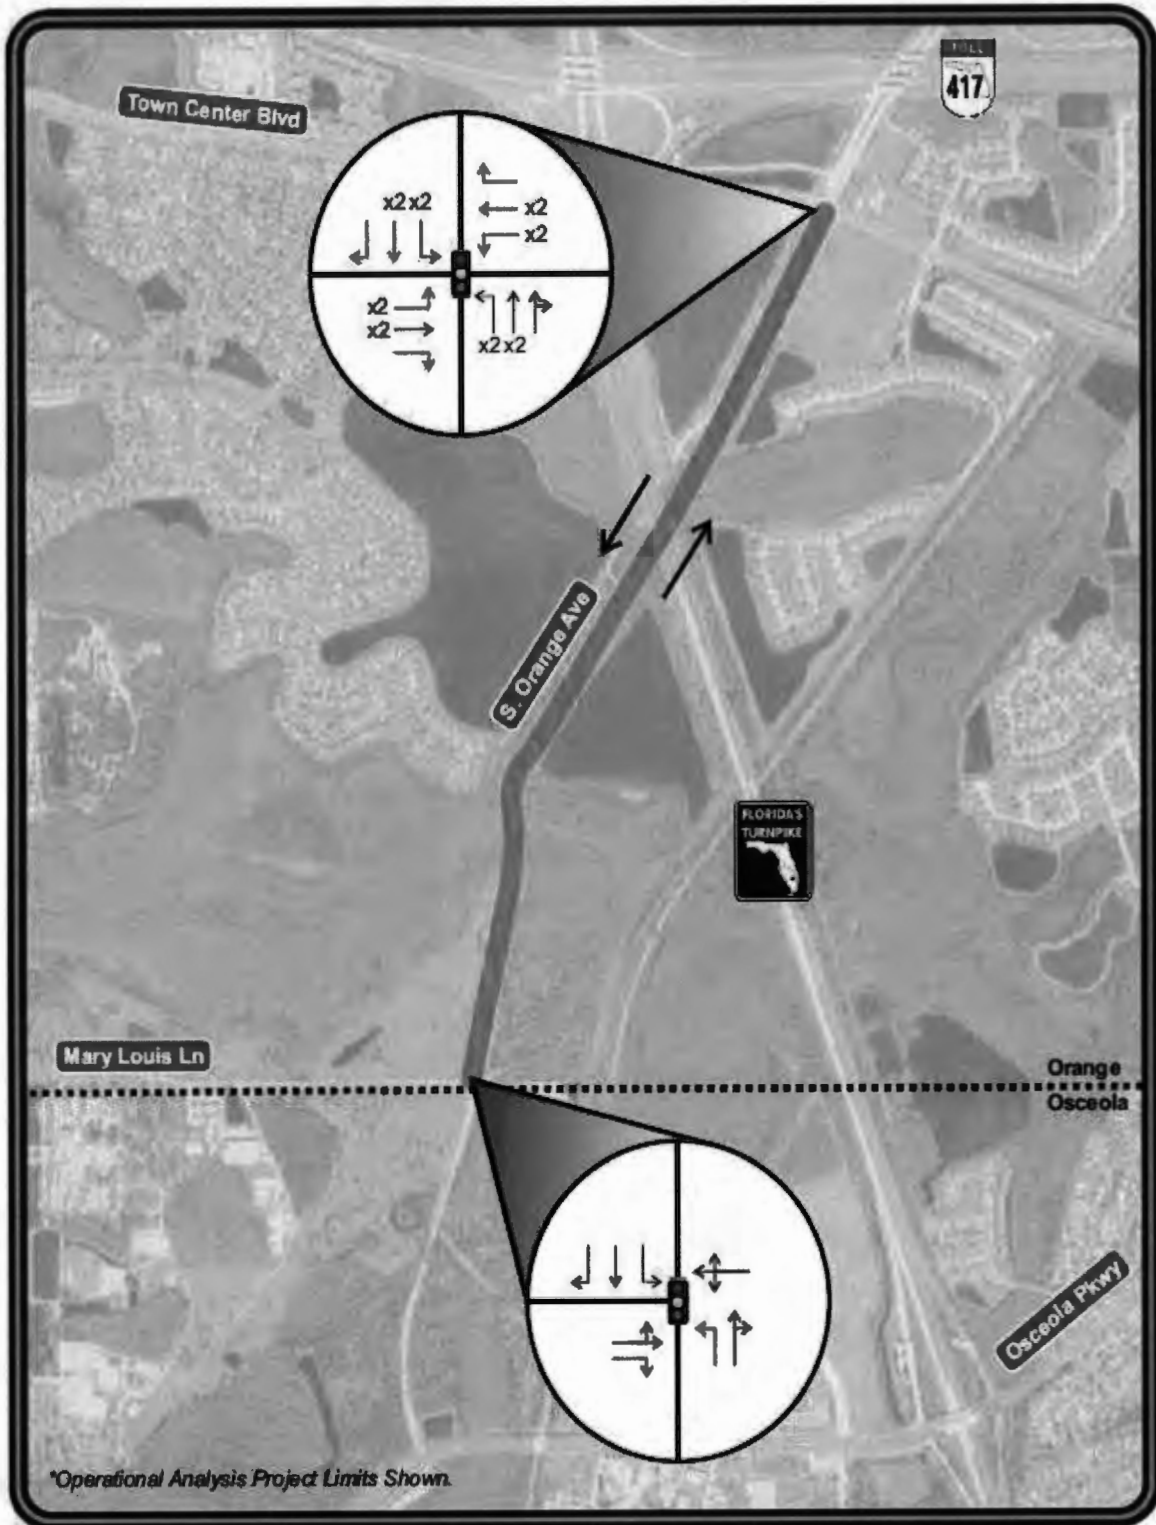 TOLL
417
Town Center Blvd
x2 x2
x2
x2
x2
x2
x2 x2
S. Orange Ave
FLORIDA'S
TURNPIKE
Mary Louis Ln
Orange
Osceola
Osceola Pkwy
*Operational Analysis Project Limits Shown.